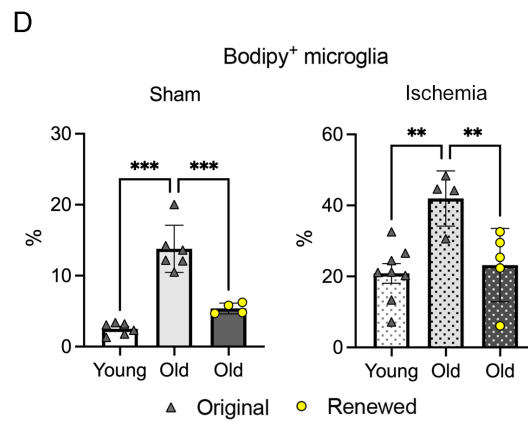 D
Bodipy⁺ microglia
Sham
Ischemia
%
30
20
10
0
*** ***
Young Old Old
%
60
40
20
0
** **
Young Old Old
Original Renewed